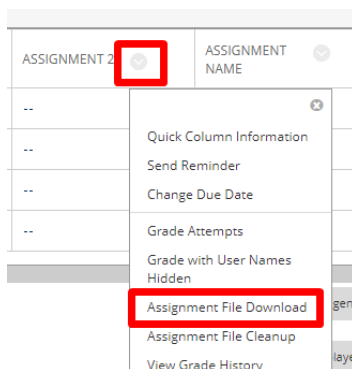 ASSIGNMENT 2
ASSIGNMENT
NAME
--
--
--
--
Quick Column Information
Send Reminder
Change Due Date
Grade Attempts
Grade with User Names
Hidden
Assignment File Download
Assignment File Cleanup
View Grade History